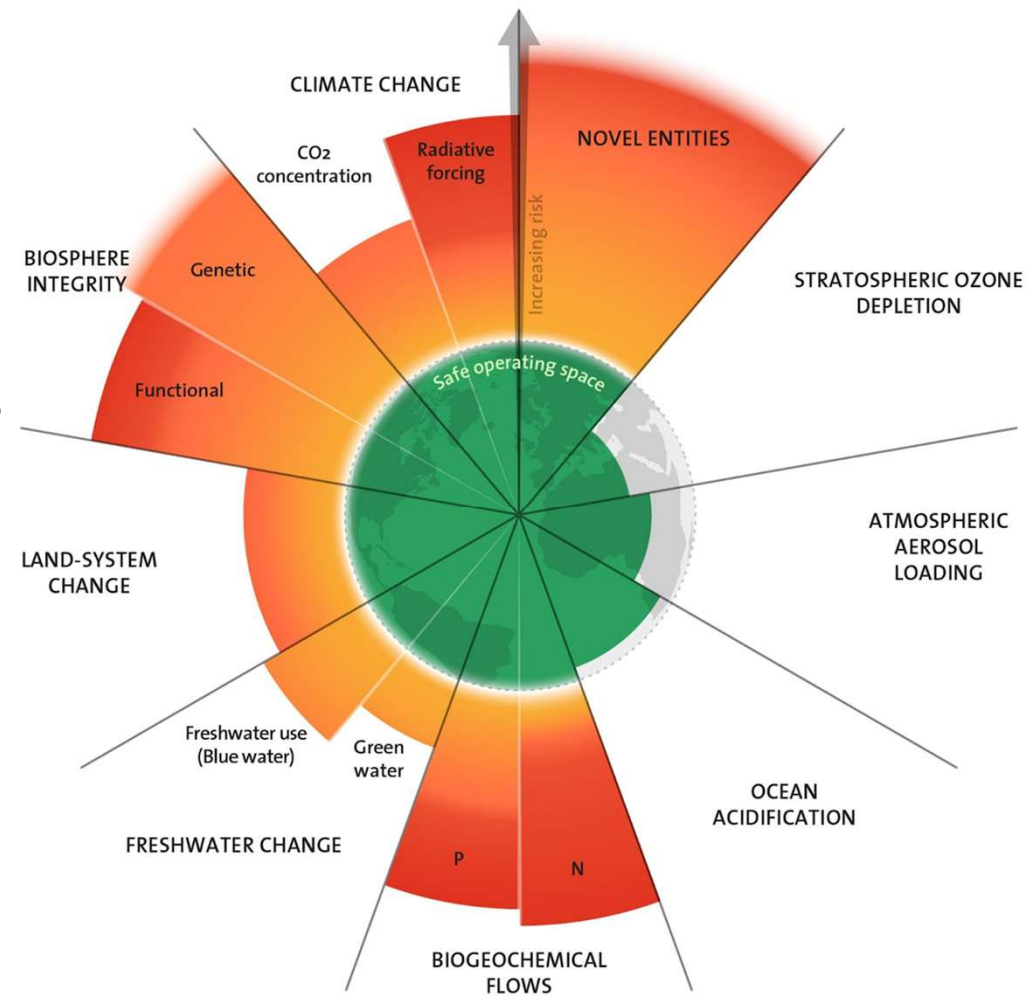 CLIMATE CHANGE
CO2
concentration
Radiative
forcing
NOVEL ENTITIES
Increasing risk
BIOSPHERE
INTEGRITY
Genetic
Functional
STRATOSPHERIC OZONE
DEPLETION
Safe operating space
ATMOSPHERIC
AEROSOL
LOADING
LAND-SYSTEM
CHANGE
Freshwater use
(Blue water)
Green
water
FRESHWATER CHANGE
OCEAN
ACIDIFICATION
P
N
BIOGEOCHEMICAL
FLOWS